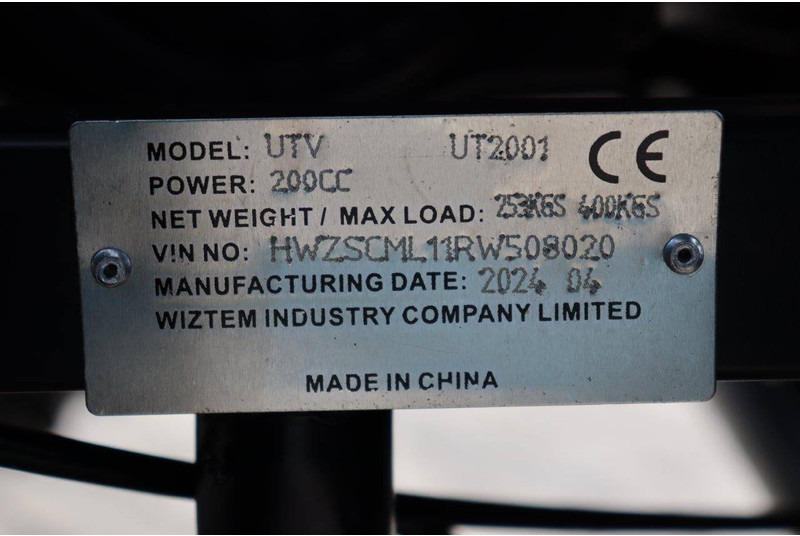 MODEL: UTV UT2001 CE
POWER: 200CC
NET WEIGHT / MAX LOAD: 253KGS 400KGS
VIN NO: HWZSCML11RW508020
MANUFACTURING DATE: 2024 04
WIZTEM INDUSTRY COMPANY LIMITED
MADE IN CHINA